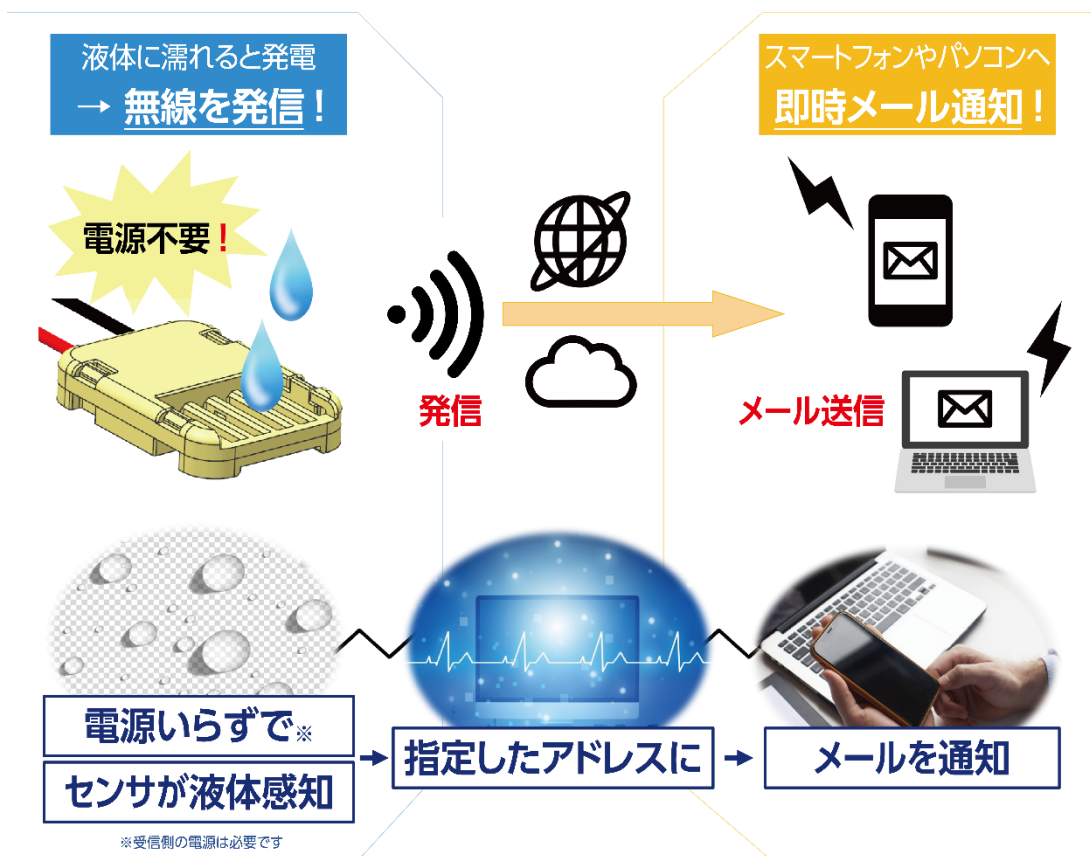 液体に濡れると発電
→ 無線を発信！
スマートフォンやパソコンへ
即時メール通知！
電源不要！
発信
メール送信
電源いらずで※
センサが液体感知
指定したアドレスに
メールを通知
※受信側の電源は必要です